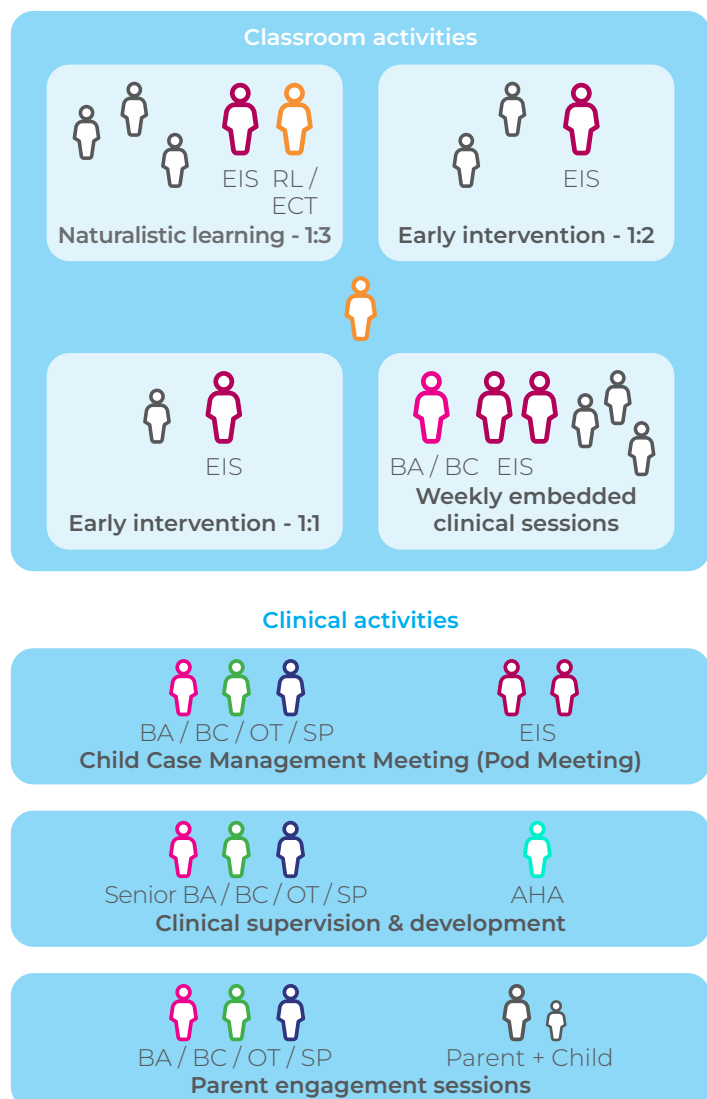 Classroom activities
EIS RL /
ECT
Naturalistic learning - 1:3
EIS
Early intervention - 1:2
EIS
Early intervention - 1:1
BA / BC EIS
Weekly embedded
clinical sessions
Clinical activities
BA / BC / OT / SP EIS
Child Case Management Meeting (Pod Meeting)
Senior BA / BC / OT / SP AHA
Clinical supervision & development
BA / BC / OT / SP Parent + Child
Parent engagement sessions